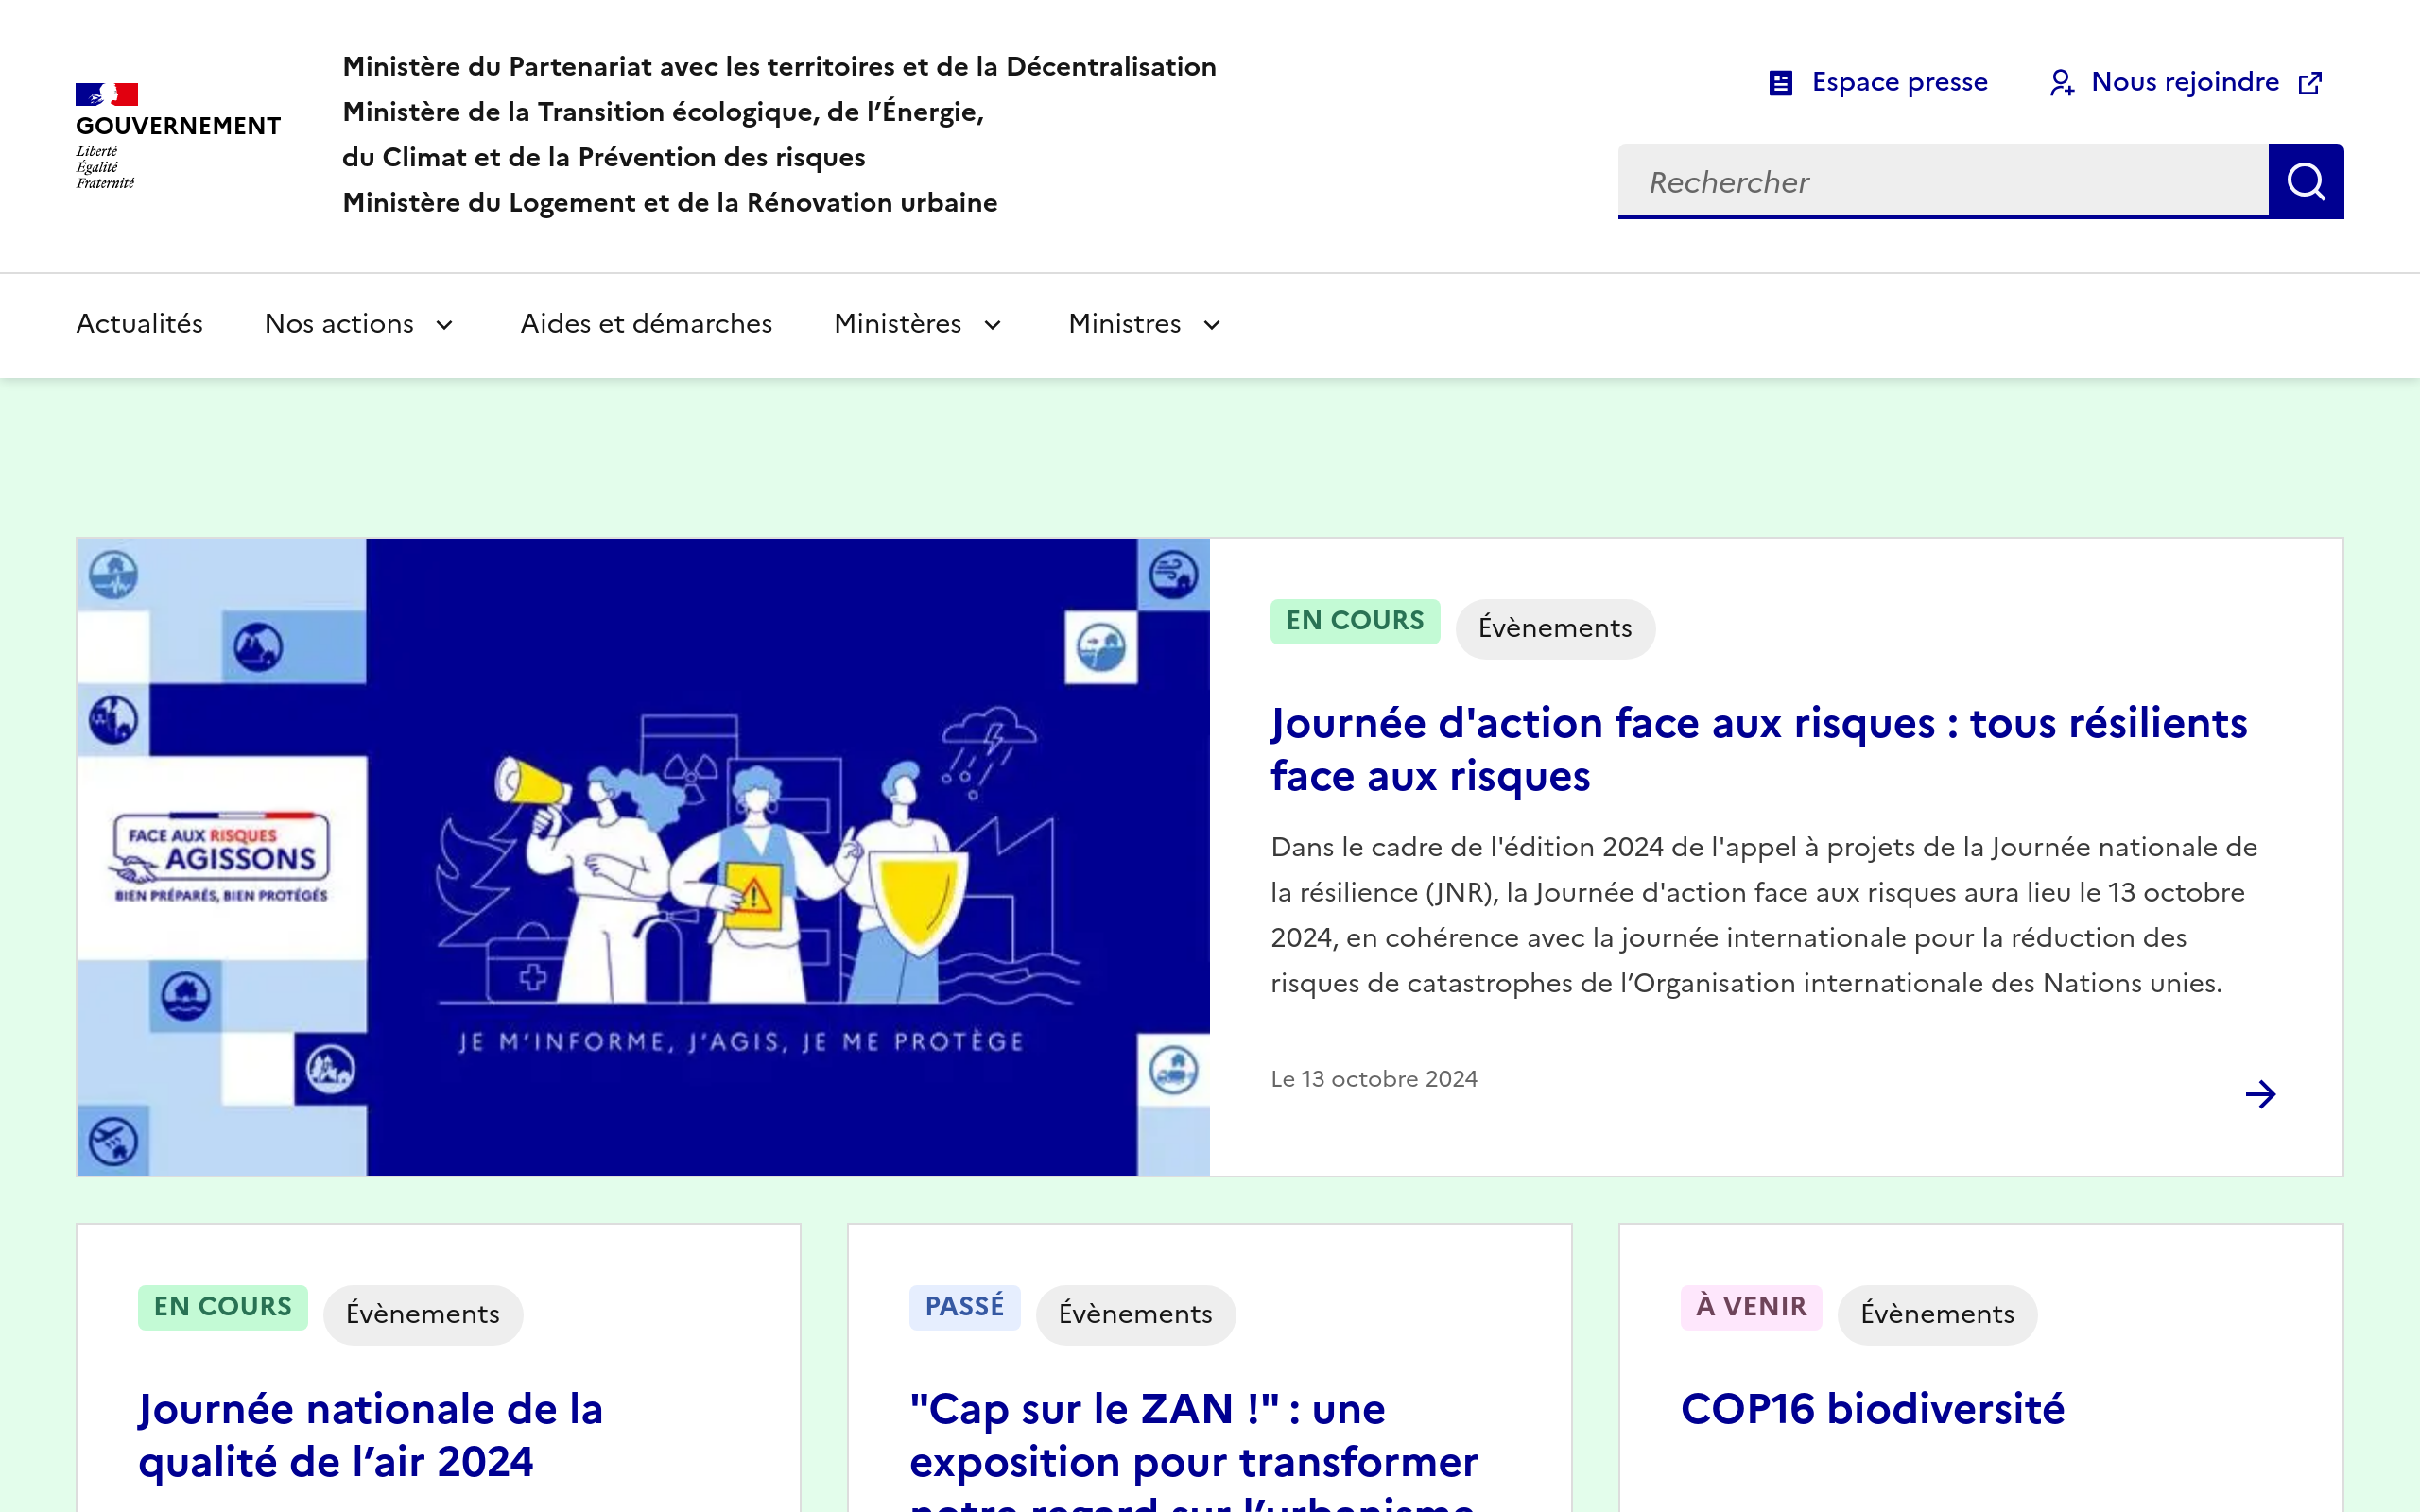 GOUVERNEMENT
Liberté
Égalité
Fraternité
Ministère du Partenariat avec les territoires et de la Décentralisation
Ministère de la Transition écologique, de l’Énergie,
du Climat et de la Prévention des risques
Ministère du Logement et de la Rénovation urbaine
Espace presse
Nous rejoindre
Rechercher
Actualités
Nos actions
Aides et démarches
Ministères
Ministres
FACE AUX RISQUES
AGISSONS
BIEN PRÉPARÉS, BIEN PROTÉGÉS
JE M’INFORME, J’AGIS, JE ME PROTÈGE
EN COURS
Évènements
Journée d'action face aux risques : tous résilients
face aux risques
Dans le cadre de l'édition 2024 de l'appel à projets de la Journée nationale de
la résilience (JNR), la Journée d'action face aux risques aura lieu le 13 octobre
2024, en cohérence avec la journée internationale pour la réduction des
risques de catastrophes de l’Organisation internationale des Nations unies.
Le 13 octobre 2024
EN COURS
Évènements
Journée nationale de la
qualité de l’air 2024
PASSÉ
Évènements
"Cap sur le ZAN !" : une
exposition pour transformer
notre regard sur l’urbanisme
À VENIR
Évènements
COP16 biodiversité